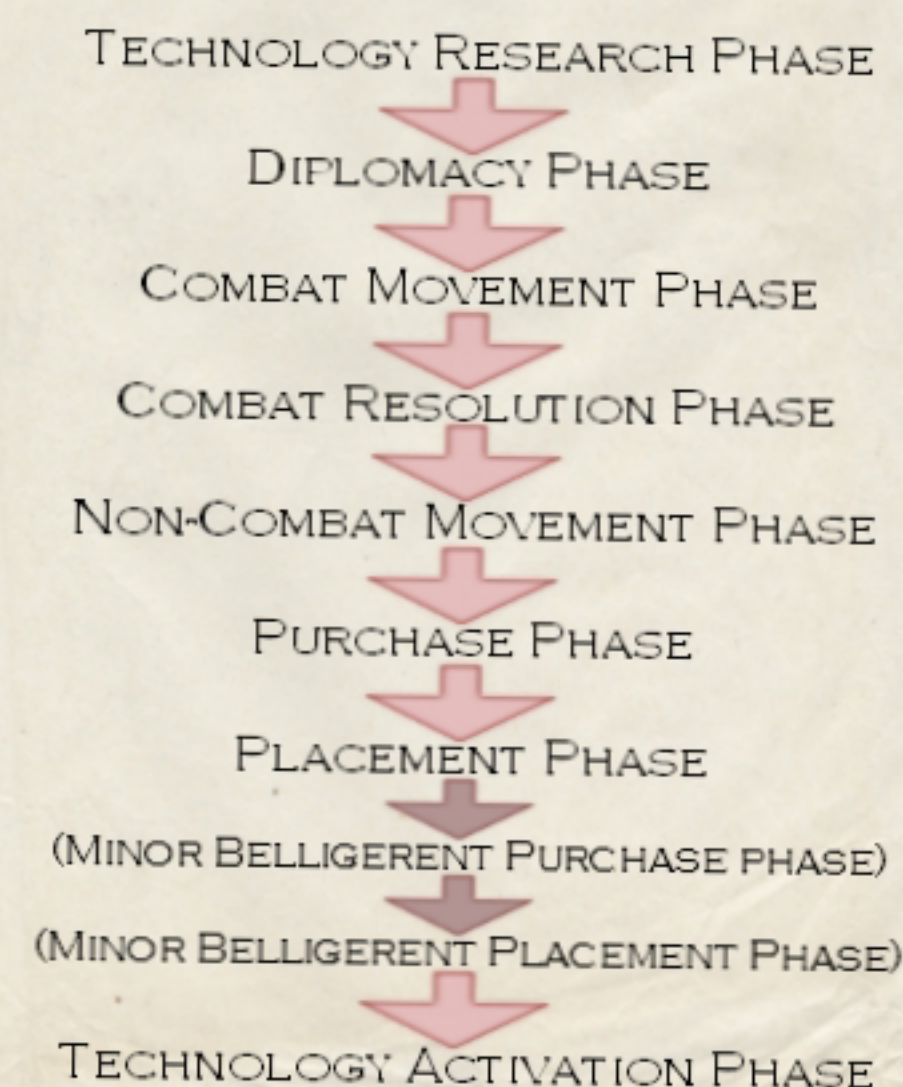 Technology Research Phase
Diplomacy Phase
Combat Movement Phase
Combat Resolution Phase
Non-Combat Movement Phase
Purchase Phase
Placement Phase
(Minor Belligerent Purchase phase)
(Minor Belligerent Placement Phase)
Technology Activation Phase